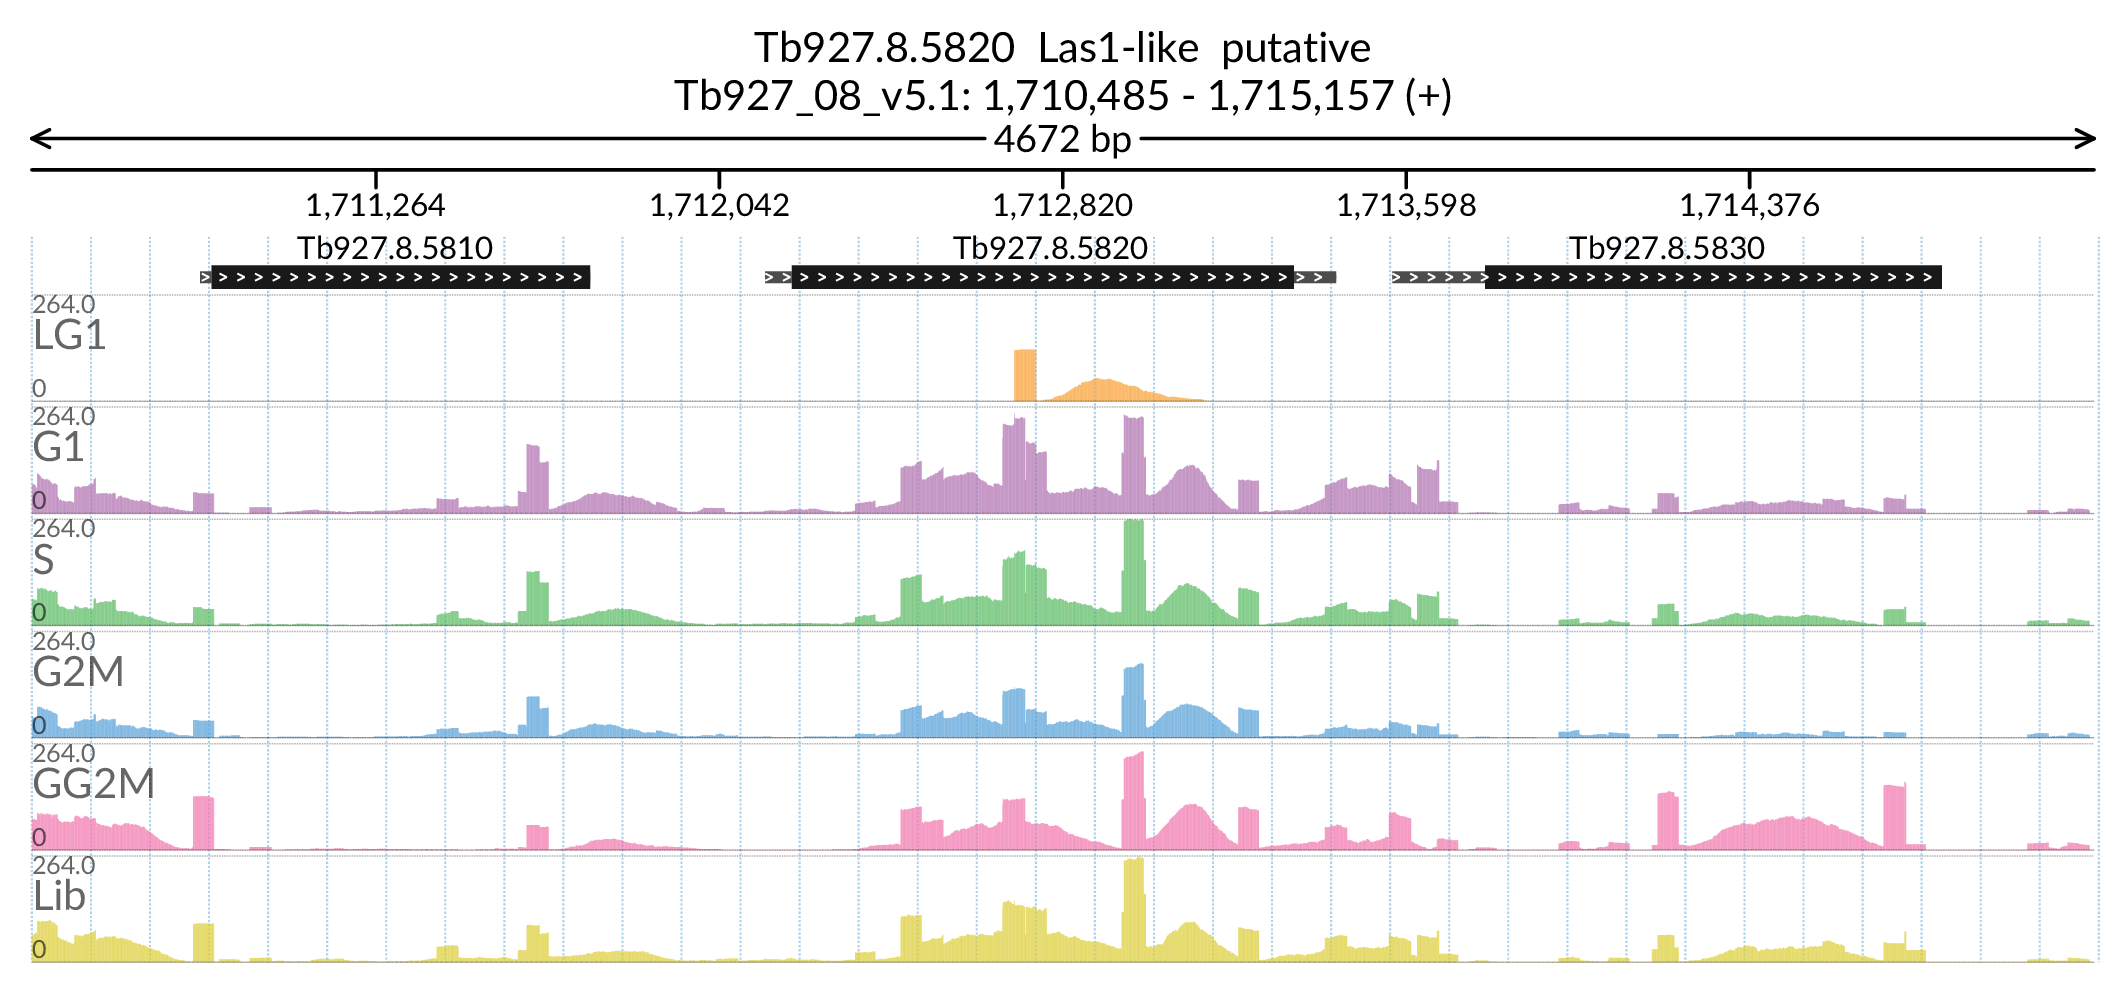 Tb927.8.5820 Las1-like putative
Tb927_08_v5.1: 1,710,485 - 1,715,157 (+)
4672 bp
1,711,264 1,712,042 1,712,820 1,713,598 1,714,376
Tb927.8.5810 Tb927.8.5820 Tb927.8.5830
264.0
LG1
0
264.0
G1
0
264.0
S
0
264.0
G2M
0
264.0
GG2M
0
264.0
Lib
0